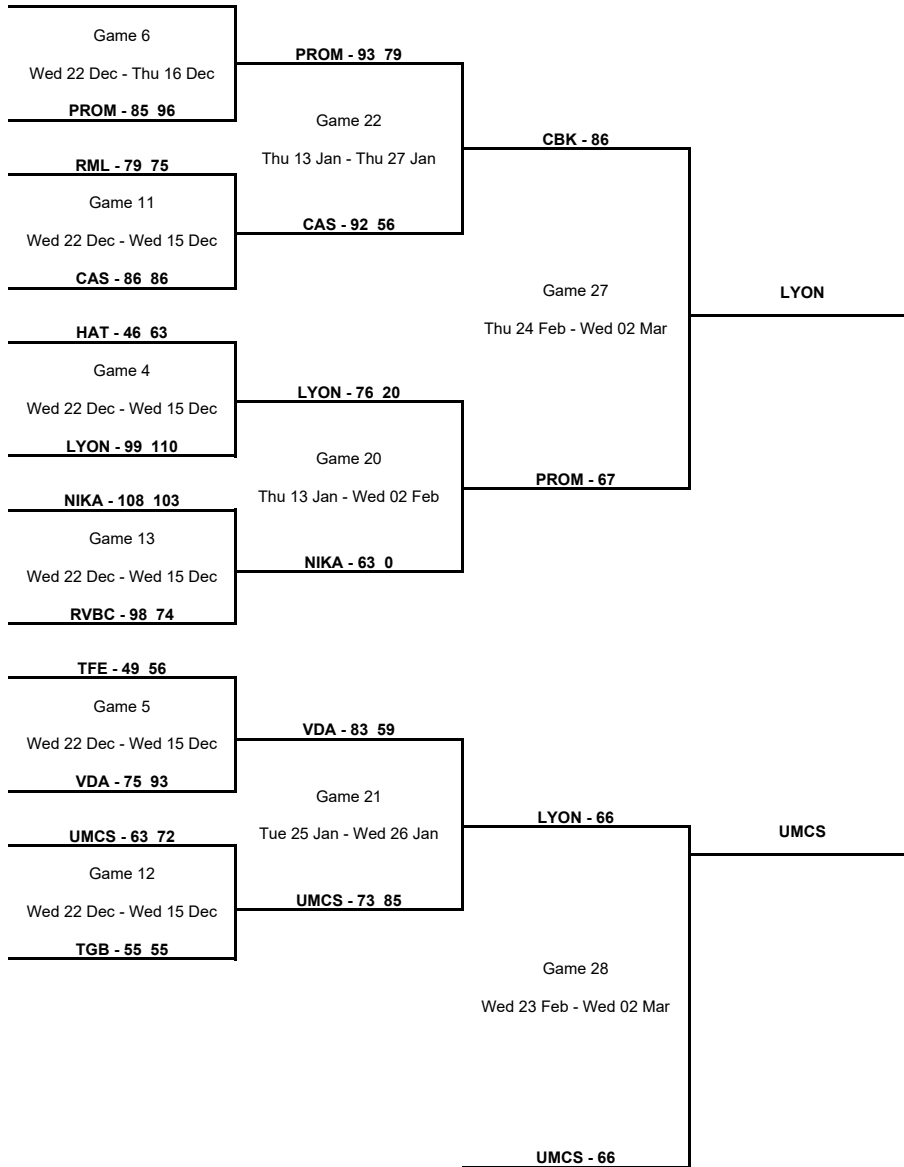 Game 6
Wed 22 Dec - Thu 16 Dec
PROM - 85 96
RML - 79 75
Game 11
Wed 22 Dec - Wed 15 Dec
CAS - 86 86
HAT - 46 63
Game 4
Wed 22 Dec - Wed 15 Dec
LYON - 99 110
NIKA - 108 103
Game 13
Wed 22 Dec - Wed 15 Dec
RVBC - 98 74
TFE - 49 56
Game 5
Wed 22 Dec - Wed 15 Dec
VDA - 75 93
UMCS - 63 72
Game 12
Wed 22 Dec - Wed 15 Dec
TGB - 55 55
PROM - 93 79
Game 22
Thu 13 Jan - Thu 27 Jan
CAS - 92 56
LYON - 76 20
Game 20
Thu 13 Jan - Wed 02 Feb
NIKA - 63 0
VDA - 83 59
Game 21
Tue 25 Jan - Wed 26 Jan
UMCS - 73 85
CBK - 86
Game 27
Thu 24 Feb - Wed 02 Mar
PROM - 67
LYON - 66
Game 28
Wed 23 Feb - Wed 02 Mar
UMCS - 66
LYON
UMCS